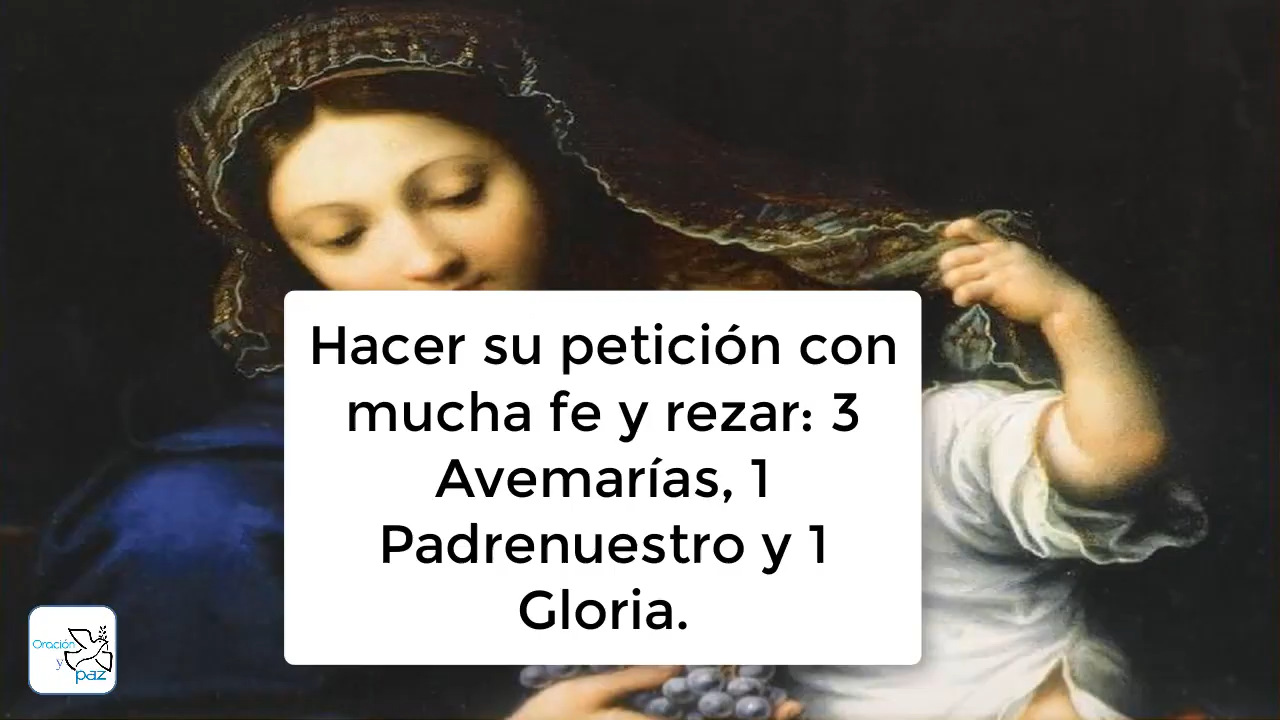 Hacer su petición con
mucha fe y rezar: 3
Avemarías, 1
Padrenuestro y 1
Gloria.
Oración
y
paz